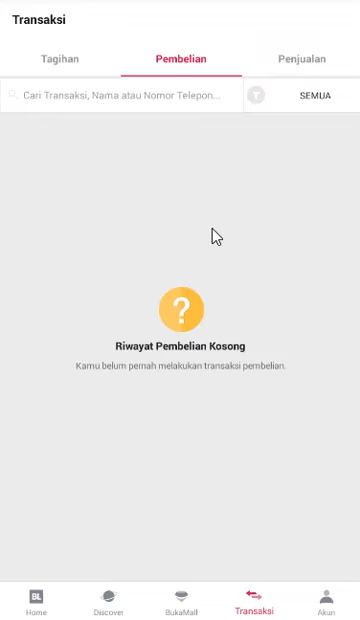 Transaksi
Tagihan
Pembelian
Penjualan
Cari Transaksi, Nama atau Nomor Telepon...
SEMUA
?
Riwayat Pembelian Kosong
Kamu belum pernah melakukan transaksi pembelian.
BL
Home
Discover
BukaMall
Transaksi
Akun